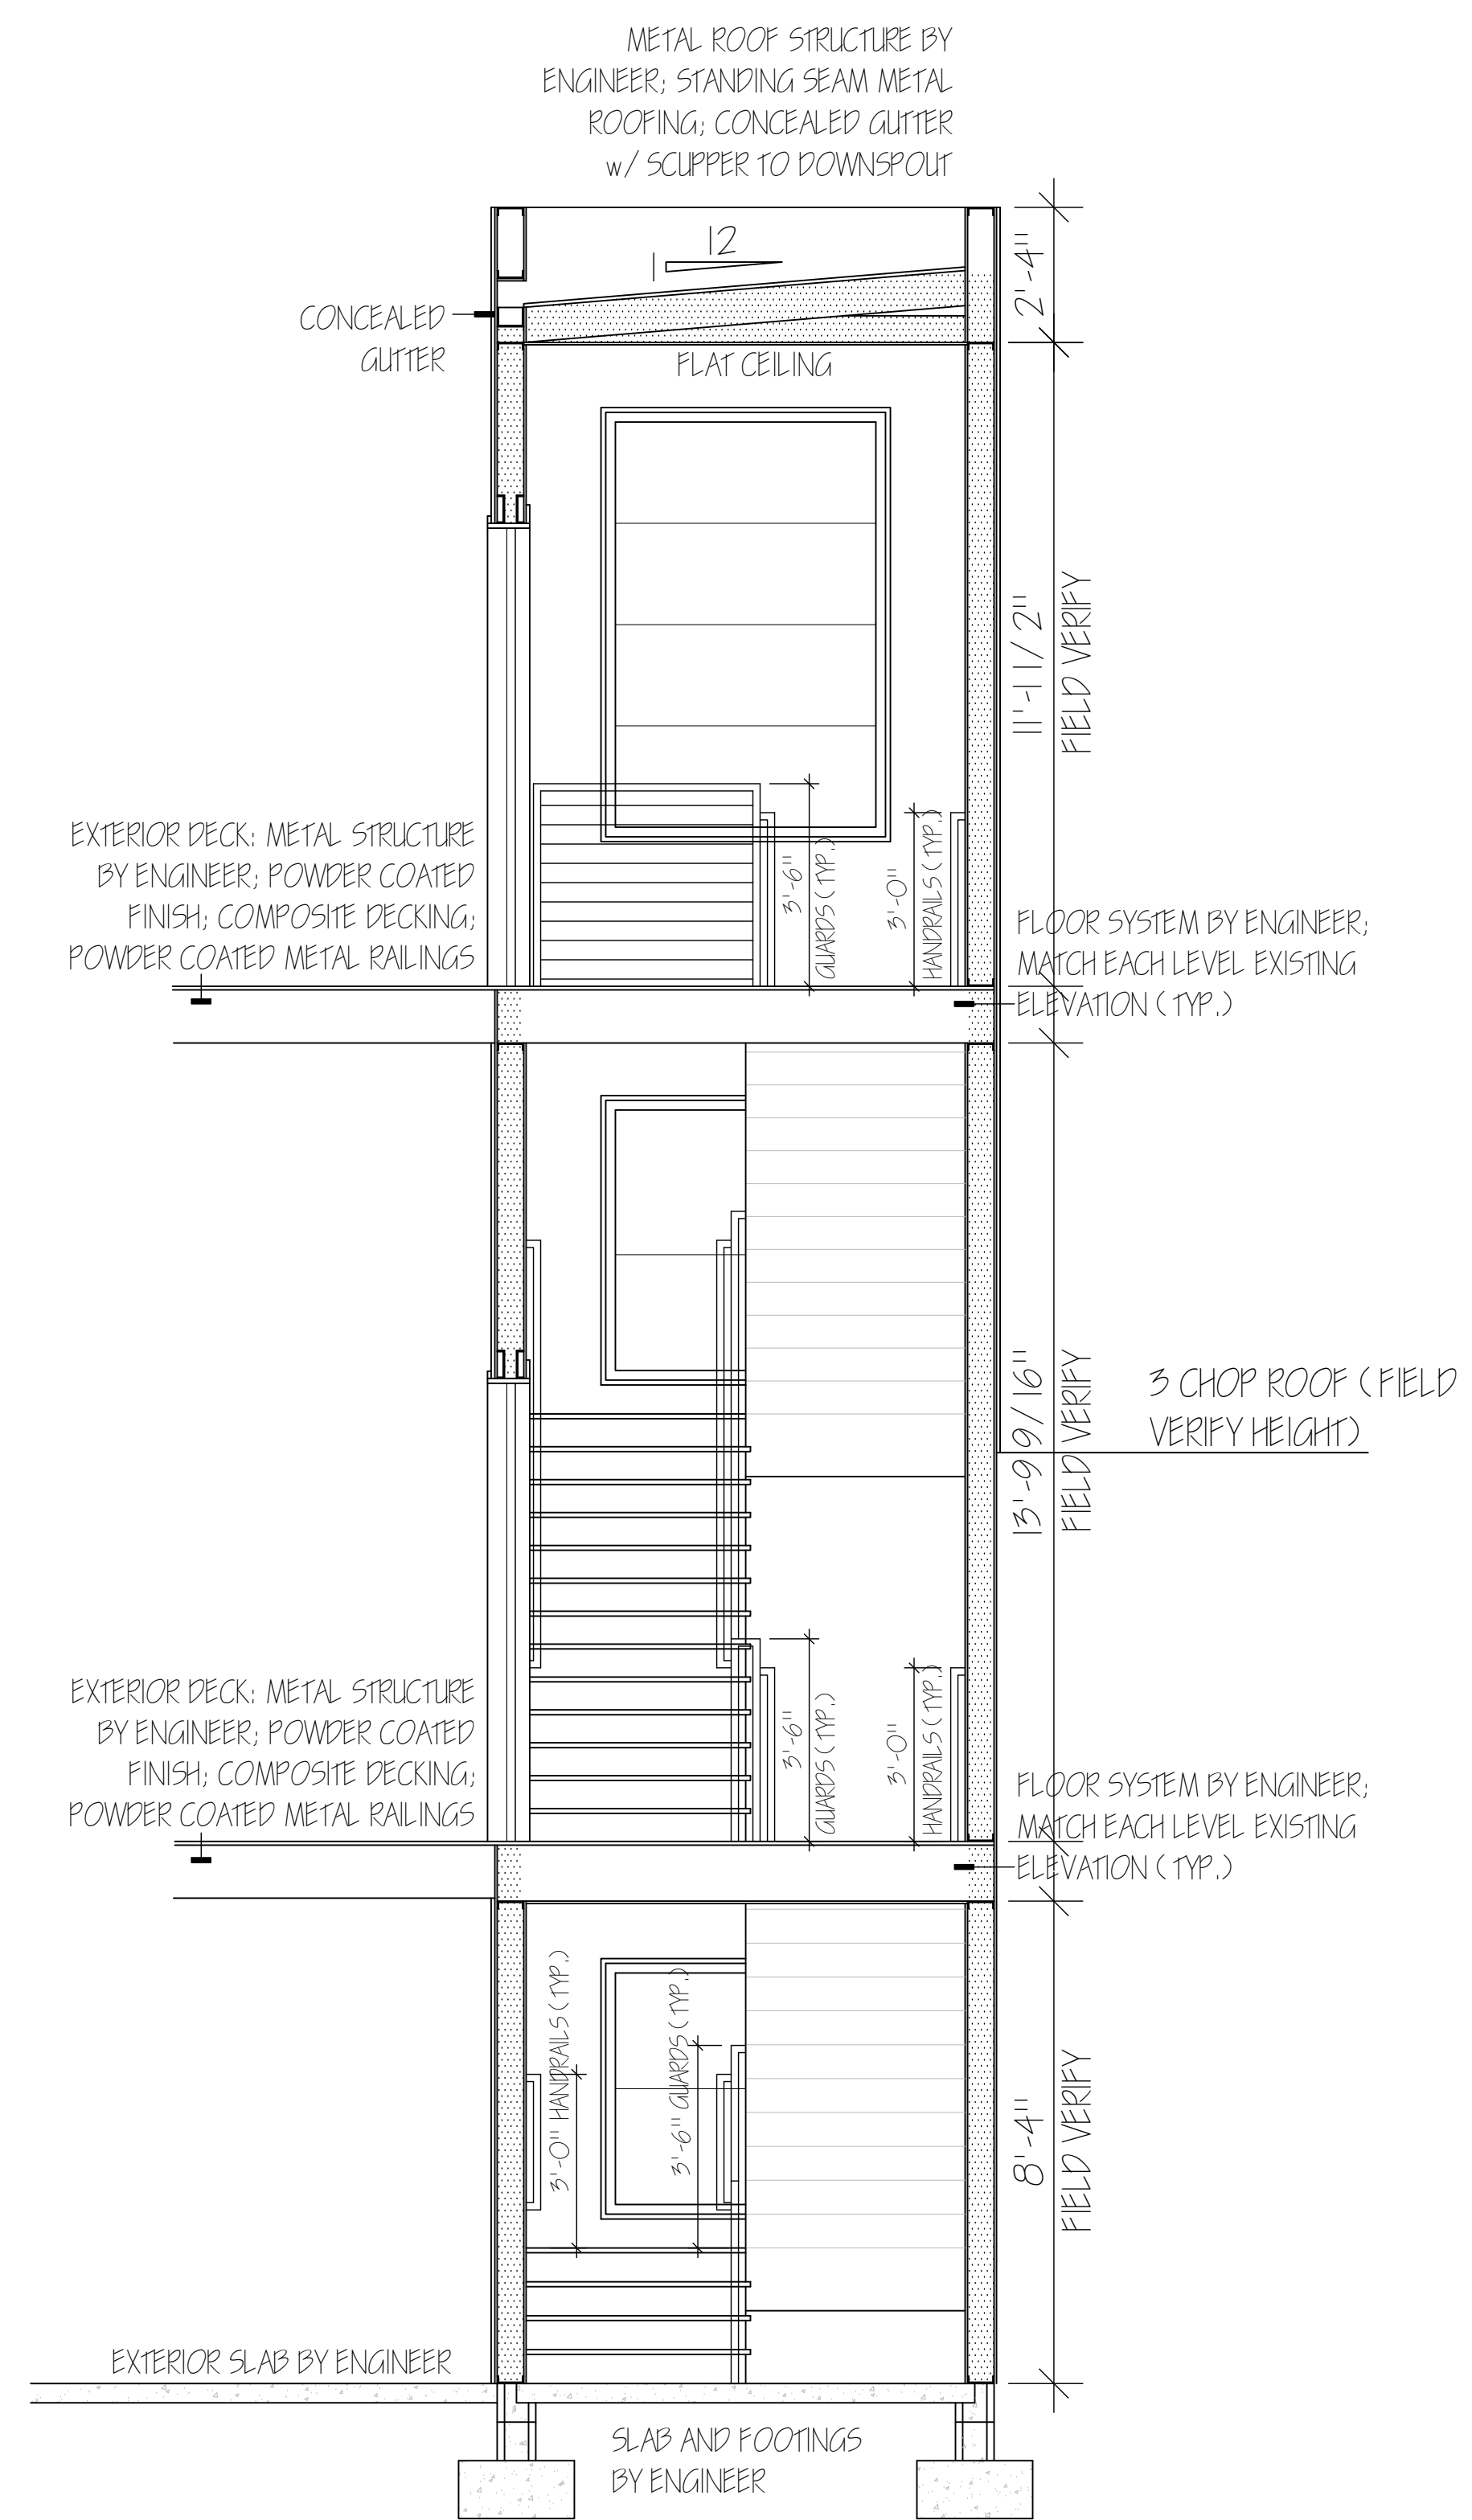 METAL ROOF STRUCTURE BY
ENGINEER; STANDING SEAM METAL
ROOFING; CONCEALED GUTTER
w/ SCUPPER TO DOWNSPOUT
12
1
2'-4"
CONCEALED
GUTTER
FLAT CEILING
11'-1 1/2"
FIELD VERIFY
EXTERIOR DECK: METAL STRUCTURE
BY ENGINEER; POWDER COATED
FINISH; COMPOSITE DECKING;
POWDER COATED METAL RAILINGS
3'-6"
GUARDS (TYP.)
3'-0"
HANDRAILS (TYP.)
FLOOR SYSTEM BY ENGINEER;
MATCH EACH LEVEL EXISTING
ELEVATION (TYP.)
13'-9 9/16"
FIELD VERIFY
3 CHOP ROOF (FIELD
VERIFY HEIGHT)
EXTERIOR DECK: METAL STRUCTURE
BY ENGINEER; POWDER COATED
FINISH; COMPOSITE DECKING;
POWDER COATED METAL RAILINGS
3'-6"
GUARDS (TYP.)
3'-0"
HANDRAILS (TYP.)
FLOOR SYSTEM BY ENGINEER;
MATCH EACH LEVEL EXISTING
ELEVATION (TYP.)
3'-0" HANDRAILS (TYP.)
3'-6" GUARDS (TYP.)
8'-4"
FIELD VERIFY
EXTERIOR SLAB BY ENGINEER
SLAB AND FOOTINGS
BY ENGINEER